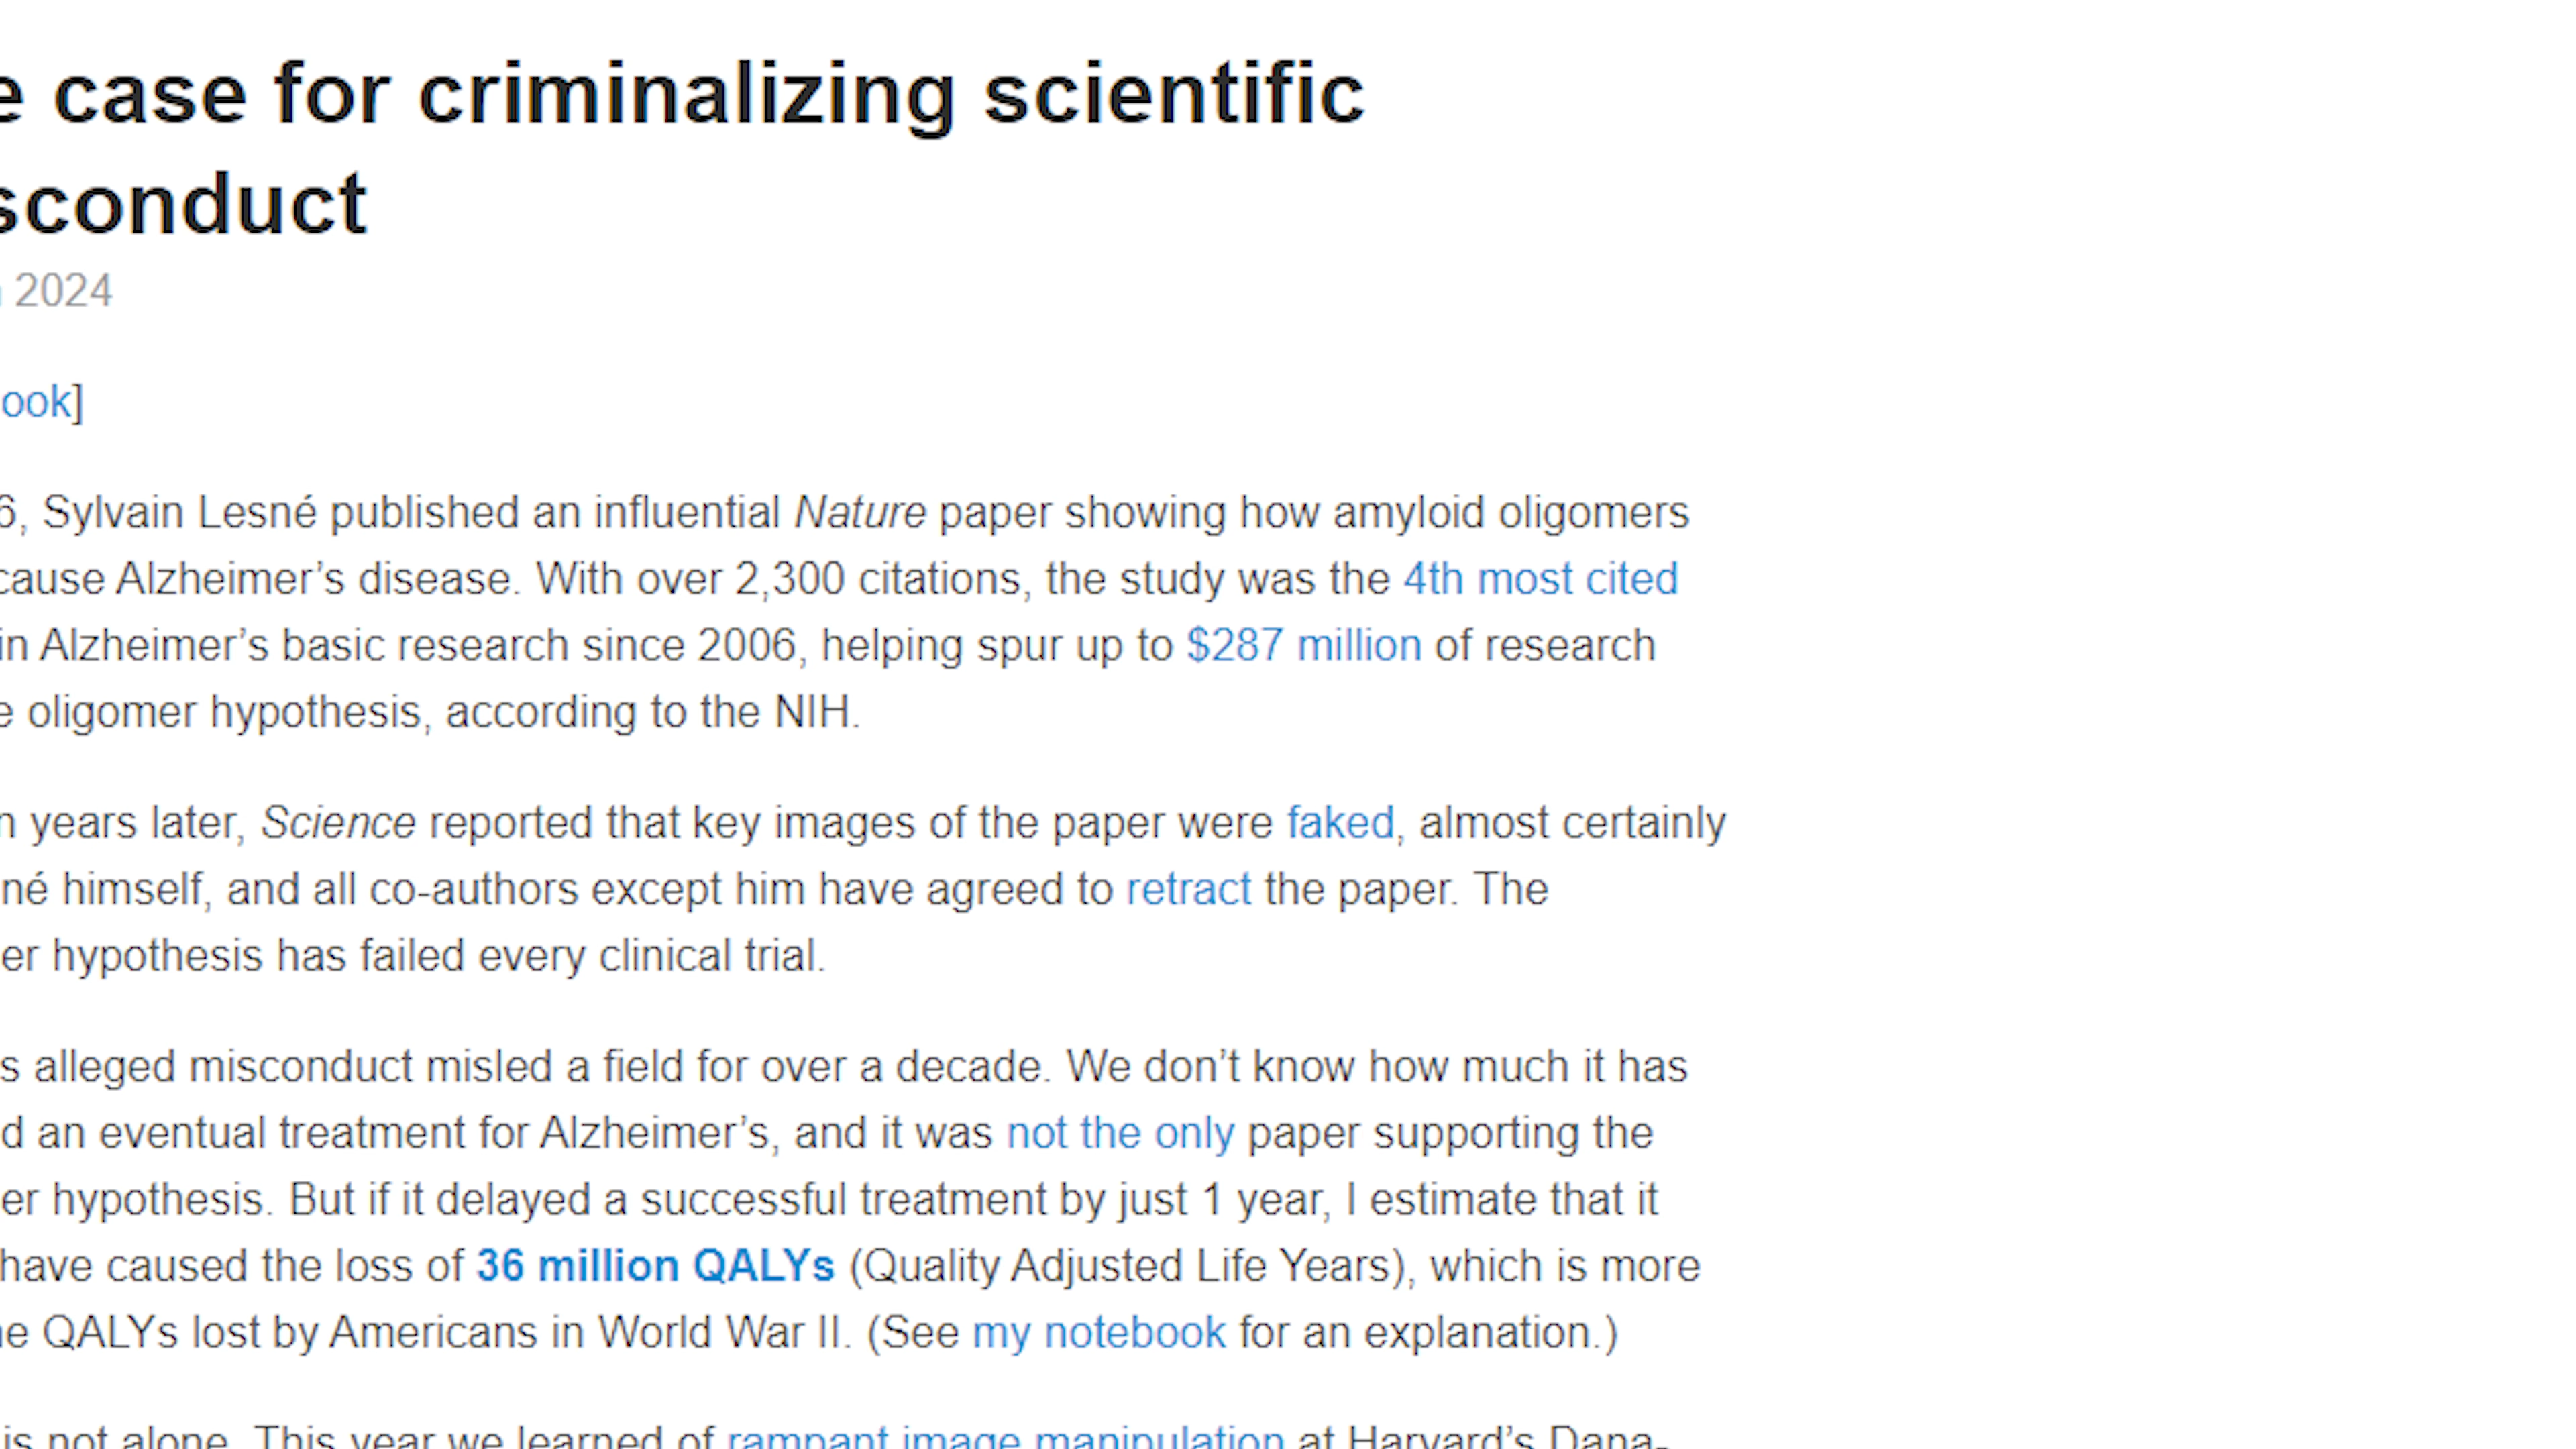 e case for criminalizing scientific
sconduct
2024
ook]
6, Sylvain Lesné published an influential Nature paper showing how amyloid oligomers
cause Alzheimer’s disease. With over 2,300 citations, the study was the 4th most cited
in Alzheimer’s basic research since 2006, helping spur up to $287 million of research
e oligomer hypothesis, according to the NIH.
n years later, Science reported that key images of the paper were faked, almost certainly
né himself, and all co-authors except him have agreed to retract the paper. The
er hypothesis has failed every clinical trial.
s alleged misconduct misled a field for over a decade. We don’t know how much it has
d an eventual treatment for Alzheimer’s, and it was not the only paper supporting the
er hypothesis. But if it delayed a successful treatment by just 1 year, I estimate that it
have caused the loss of 36 million QALYs (Quality Adjusted Life Years), which is more
e QALYs lost by Americans in World War II. (See my notebook for an explanation.)
is not alone. This year we learned of rampant image manipulation at Harvard’s Dana-